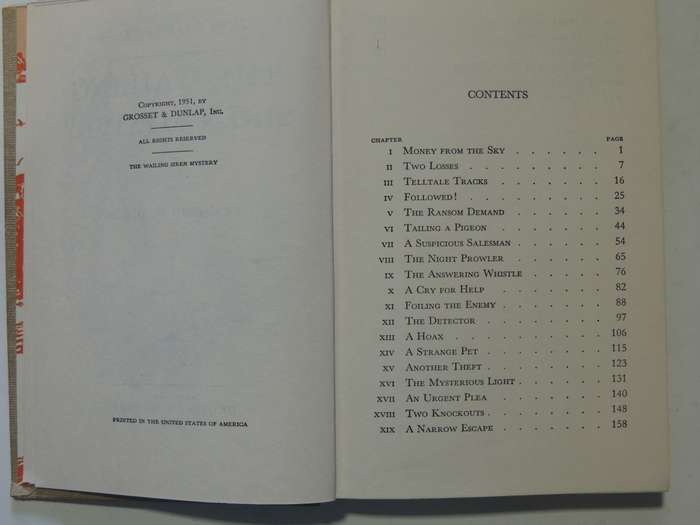 Copyright, 1951, by
GROSSET & DUNLAP, Inc.
ALL RIGHTS RESERVED
THE WAILING SIREN MYSTERY
PRINTED IN THE UNITED STATES OF AMERICA
CONTENTS
CHAPTER PAGE
I Money from the Sky . . . . . . 1
II Two Losses . . . . . . . . 7
III Telltale Tracks . . . . . . . 16
IV Followed! . . . . . . . . 25
V The Ransom Demand . . . . . . 34
VI Tailing a Pigeon . . . . . . . 44
VII A Suspicious Salesman . . . . . . 54
VIII The Night Prowler . . . . . . 65
IX The Answering Whistle . . . . . 76
X A Cry for Help . . . . . . . 82
XI Foiling the Enemy . . . . . . . 88
XII The Detector . . . . . . . 97
XIII A Hoax . . . . . . . . . 106
XIV A Strange Pet . . . . . . . 115
XV Another Theft . . . . . . . 123
XVI The Mysterious Light . . . . . . 131
XVII An Urgent Plea . . . . . . . 140
XVIII Two Knockouts . . . . . . . 148
XIX A Narrow Escape . . . . . . . 158